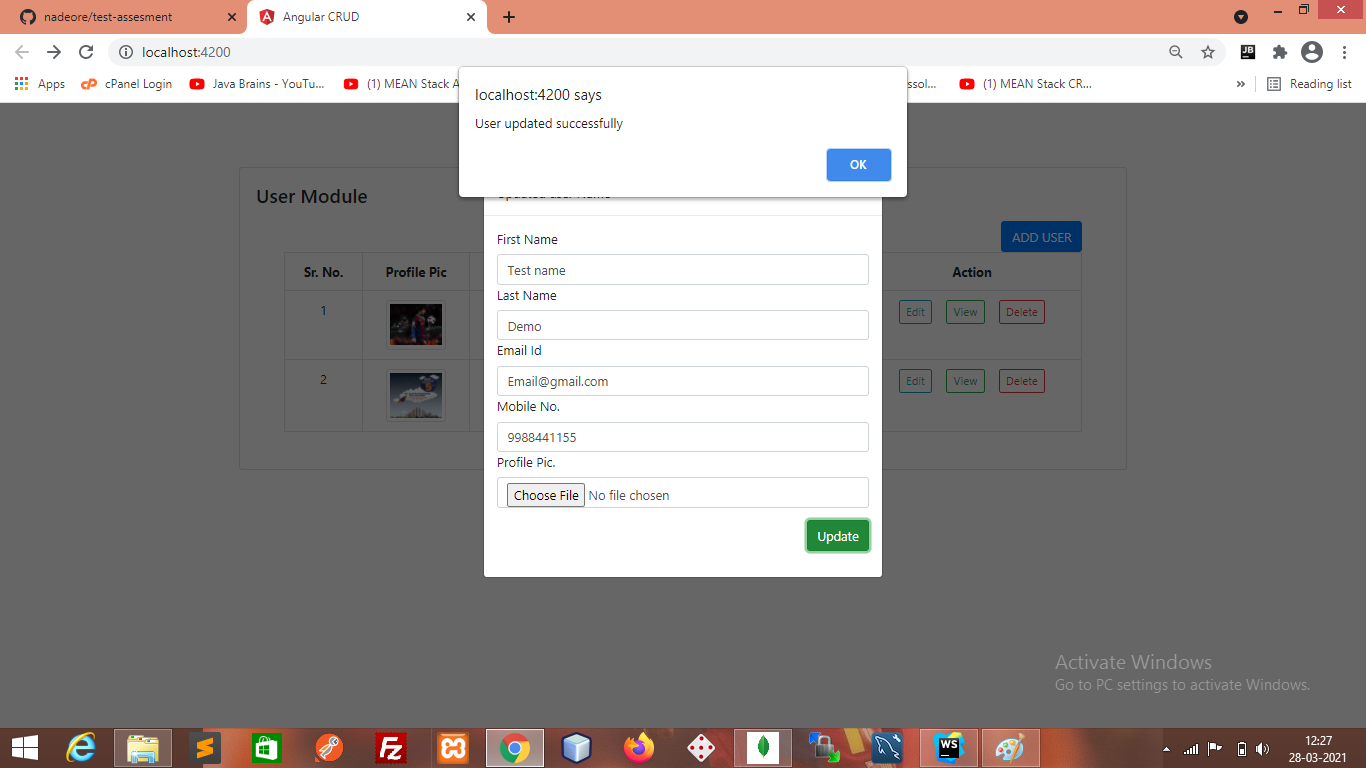 nadeore/test-assesment
Angular CRUD
localhost:4200
Apps
cPanel Login
Java Brains - YouTu...
(1) MEAN Stack A
ssol...
(1) MEAN Stack CR...
»
Reading list
localhost:4200 says
User updated successfully
OK
User Module
ADD USER
Sr. No.
Profile Pic
Action
1
Edit
View
Delete
2
Edit
View
Delete
First Name
Test name
Last Name
Demo
Email Id
Email@gmail.com
Mobile No.
9988441155
Profile Pic.
Choose File No file chosen
Update
Activate Windows
Go to PC settings to activate Windows.
JB
WS
12:27
28-03-2021